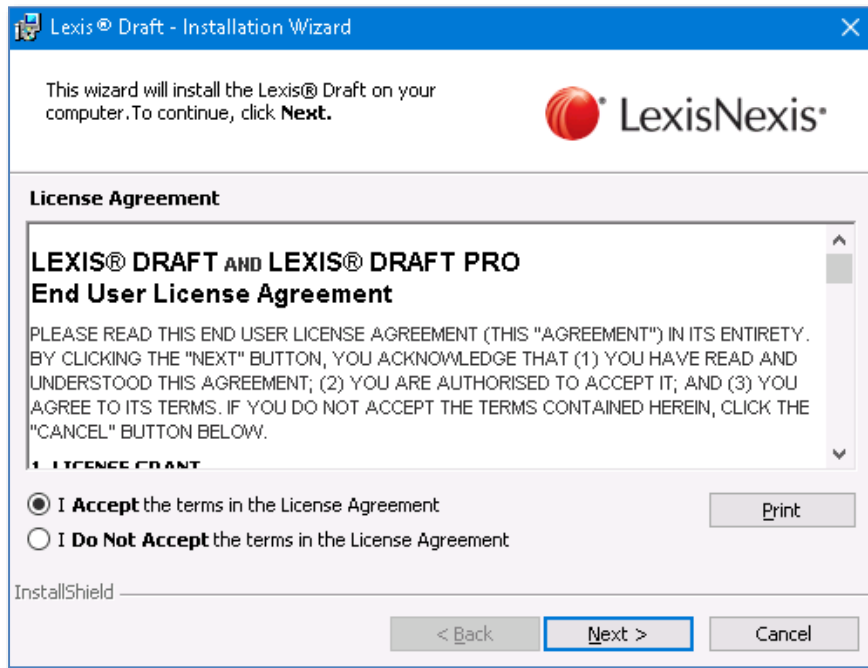 Lexis® Draft - Installation Wizard
This wizard will install the Lexis® Draft on your
computer.To continue, click Next.
LexisNexis®
License Agreement
LEXIS® DRAFT AND LEXIS® DRAFT PRO
End User License Agreement
PLEASE READ THIS END USER LICENSE AGREEMENT (THIS "AGREEMENT") IN ITS ENTIRETY.
BY CLICKING THE "NEXT" BUTTON, YOU ACKNOWLEDGE THAT (1) YOU HAVE READ AND
UNDERSTOOD THIS AGREEMENT; (2) YOU ARE AUTHORISED TO ACCEPT IT; AND (3) YOU
AGREE TO ITS TERMS. IF YOU DO NOT ACCEPT THE TERMS CONTAINED HEREIN, CLICK THE
"CANCEL" BUTTON BELOW.
1. LICENSE GRANT
I Accept the terms in the License Agreement
Print
I Do Not Accept the terms in the License Agreement
InstallShield
< Back
Next >
Cancel